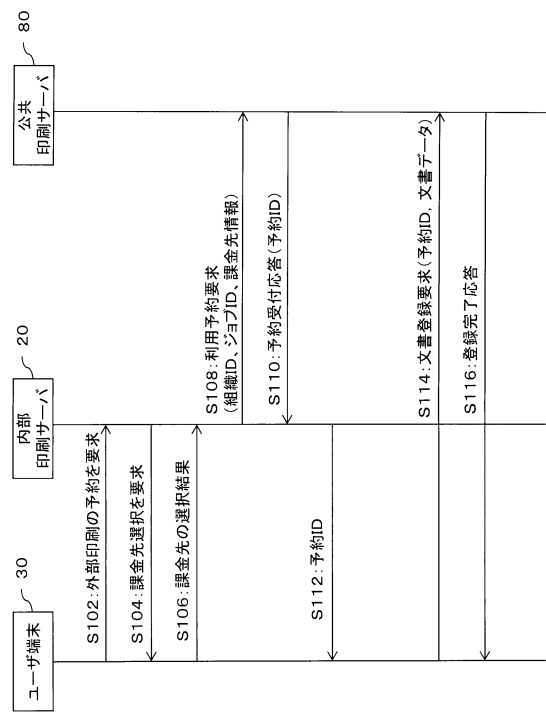 ユーザ端末
30
内部
印刷サーバ
20
公共
印刷サーバ
80
S102:外部印刷の予約を要求
S104:課金先選択を要求
S106:課金先の選択結果
S108:利用予約要求
(組織ID、ジョブID、課金先情報)
S110:予約受付応答(予約ID)
S112:予約ID
S114:文書登録要求(予約ID, 文書データ)
S116:登録完了応答